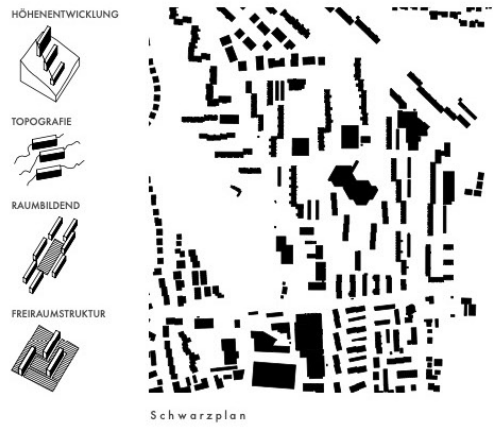 HÖHENENTWICKLUNG
TOPOGRAFIE
RAUMBILDEND
FREIRAUMSTRUKTUR
Schwarzplan